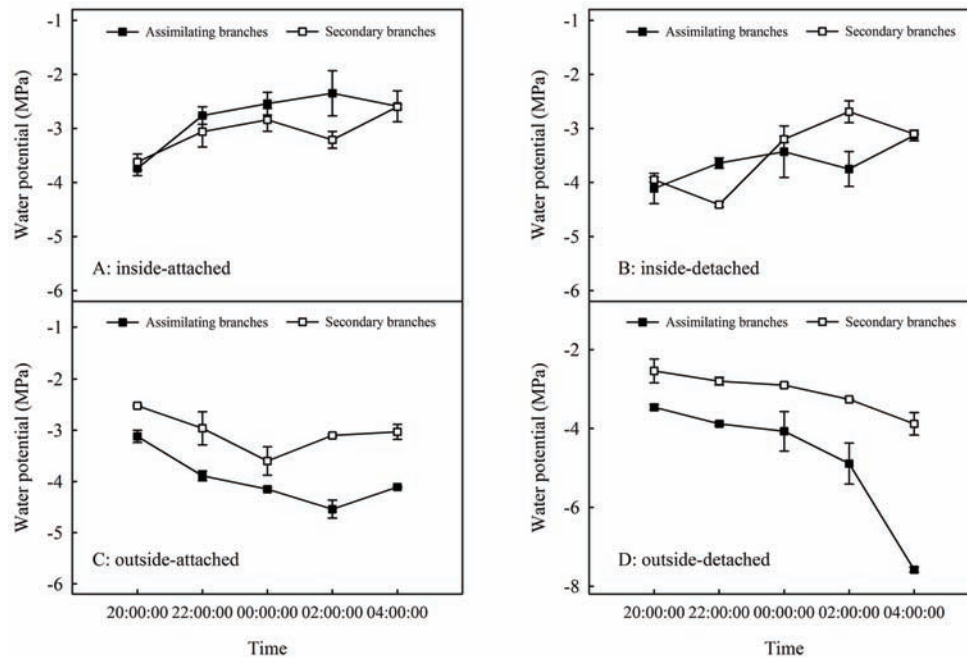 -1
-2
-3
-4
-5
-6
Water potential (MPa)
Assimilating branches Secondary branches
A: inside-attached
-1
-2
-3
-4
-5
-6
Water potential (MPa)
Assimilating branches Secondary branches
B: inside-detached
-1
-2
-3
-4
-5
-6
Water potential (MPa)
Assimilating branches Secondary branches
C: outside-attached
20:00:00 22:00:00 00:00:00 02:00:00 04:00:00
Time
-2
-4
-6
-8
Water potential (MPa)
Assimilating branches Secondary branches
D: outside-detached
20:00:00 22:00:00 00:00:00 02:00:00 04:00:00
Time